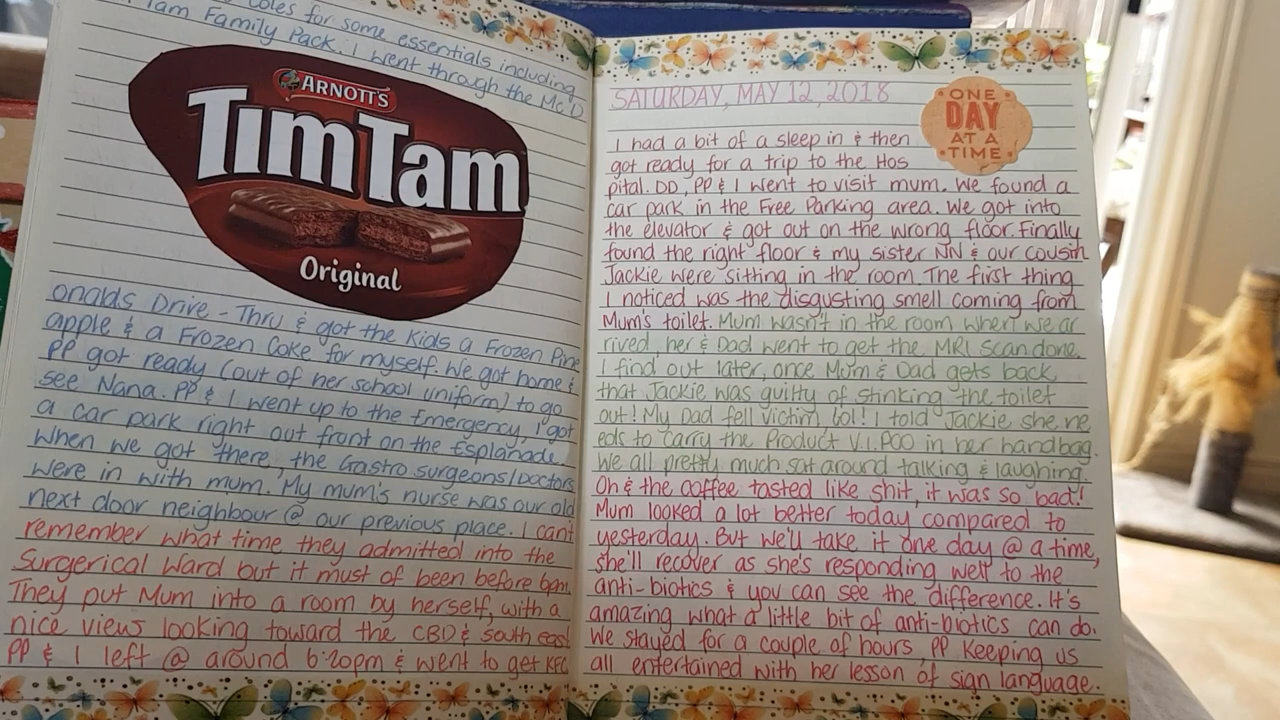 Coles for some essentials including
Tam Family Pack. I went through the Mc'D
ARNOTT'S
TimTam
Original
onalds Drive - Thru & got the kids a Frozen Pine
apple & a Frozen Coke for myself. We got home &
PP got ready (out of her school uniform) to go
see Nana. PP & I went up to the Emergency, I got
a car park right out front on the Esplanade.
When we got there, the Gastro surgeons/Doctors
were in with mum. My mum's nurse was our old
next door neighbour @ our previous place. I can't
remember what time they admitted into the
Surgerical Ward but it must of been before 6pm.
They put Mum into a room by herself, with a
nice views looking toward the CBD & South east
PP & I left @ around 6:20pm & went to get KFC
SATURDAY, MAY 12, 2018
ONE
DAY
AT A
TIME
I had a bit of a sleep in & then
got ready for a trip to the Hos
pital. DD, PP & I went to visit mum. We found a
car park in the Free Parking area. We got into
the elevator & got out on the wrong floor. Finally
found the right floor & my sister NN & our cousin
Jackie were sitting in the room. The first thing
I noticed was the disgusting smell coming from
Mum's toilet. Mum wasn't in the room when we ar
rived, her & Dad went to get the MRI scan done.
I find out later, once Mum & Dad gets back
that Jackie was guilty of stinking the toilet
out! My Dad fell victim, lol! I told Jackie she ne
eds to carry the Product V.I.POO in her handbag.
We all pretty much sat around talking & laughing.
Oh & the coffee tasted like shit, it was so bad!
Mum looked a lot better today compared to
yesterday. But we'll take it one day @ a time,
she'll recover as she's responding well to the
anti-biotics & you can see the difference. It's
amazing what a little bit of anti-biotics can do.
We stayed for a couple of hours, PP keeping us
all entertained with her lesson of sign language.